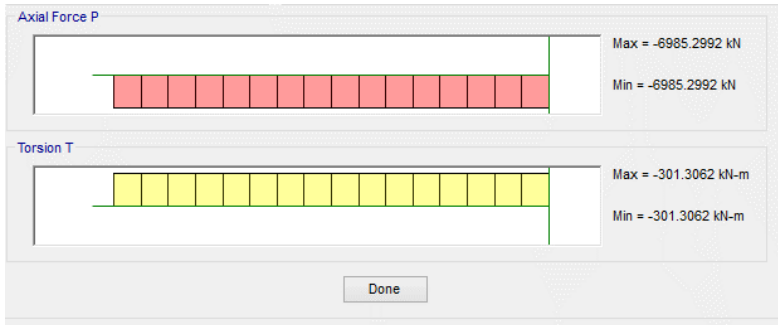 Axial Force P
Max = -6985.2992 kN
Min = -6985.2992 kN
Torsion T
Max = -301.3062 kN-m
Min = -301.3062 kN-m
Done